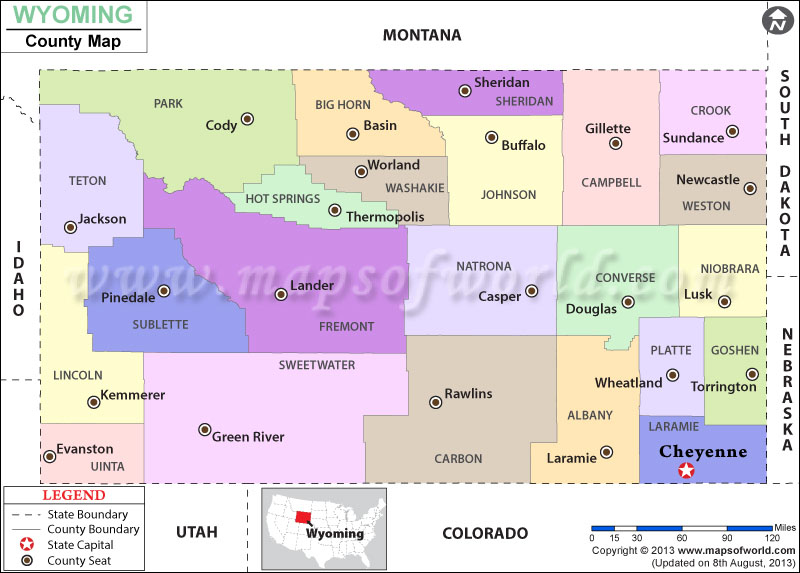 WYOMING
County Map
N
MONTANA
SOUTH DAKOTA
IDAHO
NEBRASKA
PARK
Cody
BIG HORN
Basin
Sheridan
SHERIDAN
Gillette
CAMPBELL
CROOK
Sundance
Buffalo
JOHNSON
Worland
WASHAKIE
Newcastle
WESTON
TETON
Jackson
HOT SPRINGS
Thermopolis
www.mapsofworld.com
Pinedale
SUBLETTE
Lander
FREMONT
NATRONA
Casper
CONVERSE
Douglas
NIOBRARA
Lusk
LINCOLN
Kemmerer
SWEETWATER
Green River
Rawlins
CARBON
PLATTE
Wheatland
GOSHEN
Torrington
ALBANY
Laramie
LARAMIE
Cheyenne
Evanston
UINTA
LEGEND
State Boundary
County Boundary
State Capital
County Seat
UTAH
Wyoming
COLORADO
0 15 30 60 90 120
Miles
Copyright © 2013 www.mapsofworld.com
(Updated on 8th August, 2013)